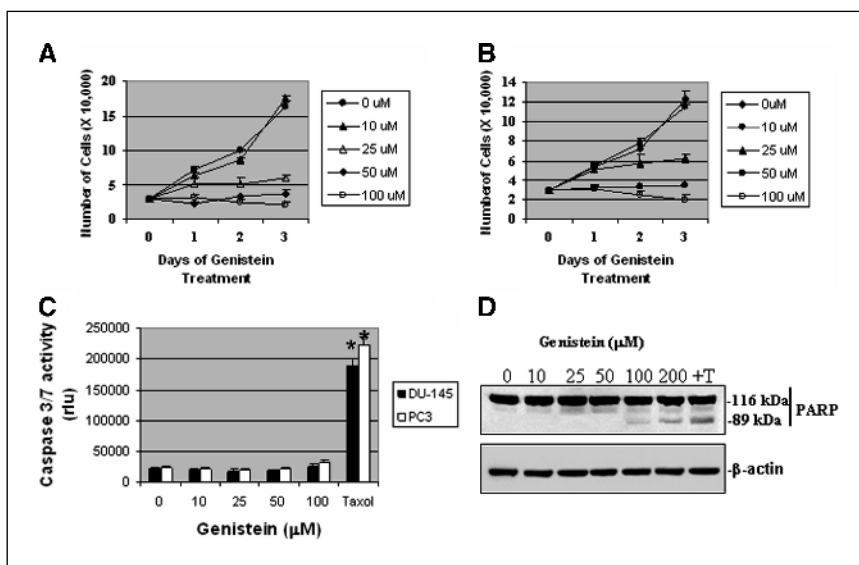 A
Number of Cells (X 10,000)
20
15
10
5
0
0 1 2 3
Days of Genistein
Treatment
0 uM
10 uM
25 uM
50 uM
100 uM
B
Numberof Cells (X 10,000)
14
12
10
8
6
4
2
0
0 1 2 3
Days of Genistein
Treatment
0uM
10 uM
25 uM
50 uM
100 uM
C
Caspase 3/7 activity
(rlu)
250000
200000
150000
100000
50000
0
* *
0 10 25 50 100 Taxol
Genistein (μM)
DU-145
PC3
D
Genistein
(μM)
0 10 25 50 100 200 +T
-116 kDa
-89 kDa
PARP
-β-actin